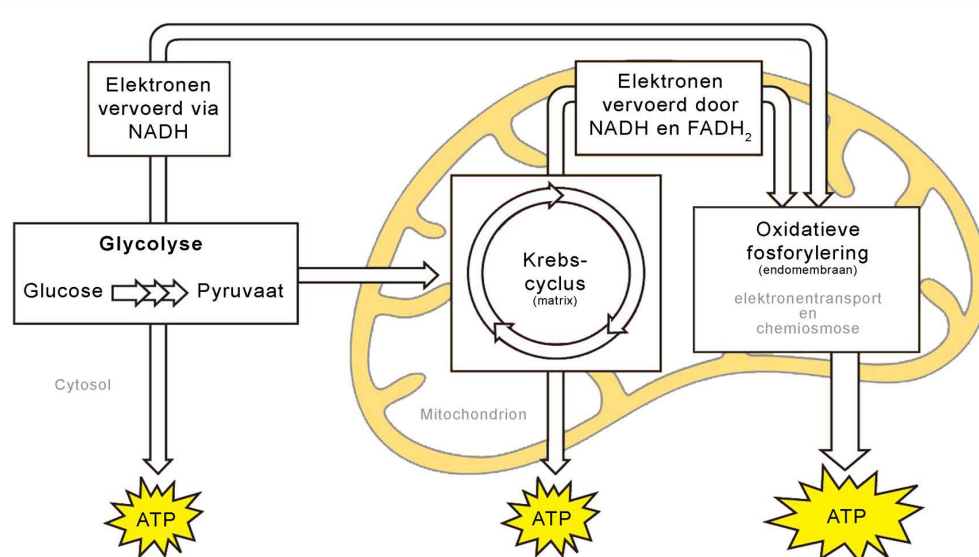 Elektronen
vervoerd via
NADH
Elektronen
vervoerd door
NADH en FADH₂
Glycolyse
Glucose
Pyruvaat
Krebs-
cyclus
(matrix)
Oxidatieve
fosforylering
(endomembraan)
elektronentransport
en
chemiosmose
Cytosol
Mitochondrion
ATP
ATP
ATP